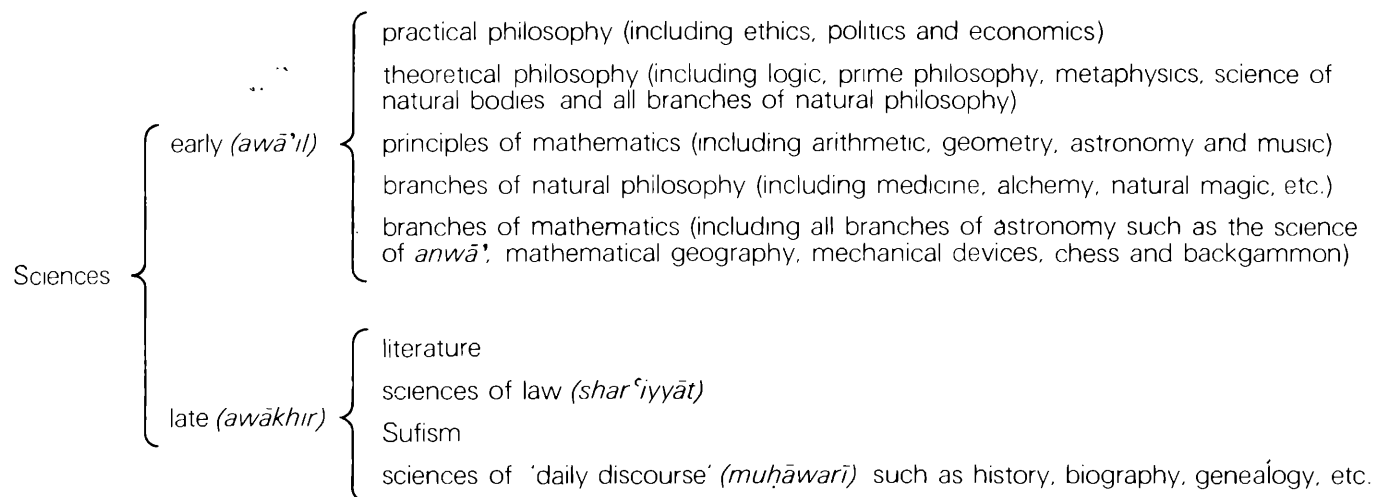 practical philosophy (including ethics, politics and economics)
theoretical philosophy (including logic, prime philosophy, metaphysics, science of
natural bodies and all branches of natural philosophy)
early (awā'il)
principles of mathematics (including arithmetic, geometry, astronomy and music)
branches of natural philosophy (including medicine, alchemy, natural magic, etc.)
branches of mathematics (including all branches of astronomy such as the science
of anwā', mathematical geography, mechanical devices, chess and backgammon)
Sciences
literature
sciences of law (sharʿiyyāt)
late (awākhir)
Sufism
sciences of 'daily discourse' (muḥāwarī) such as history, biography, genealogy, etc.